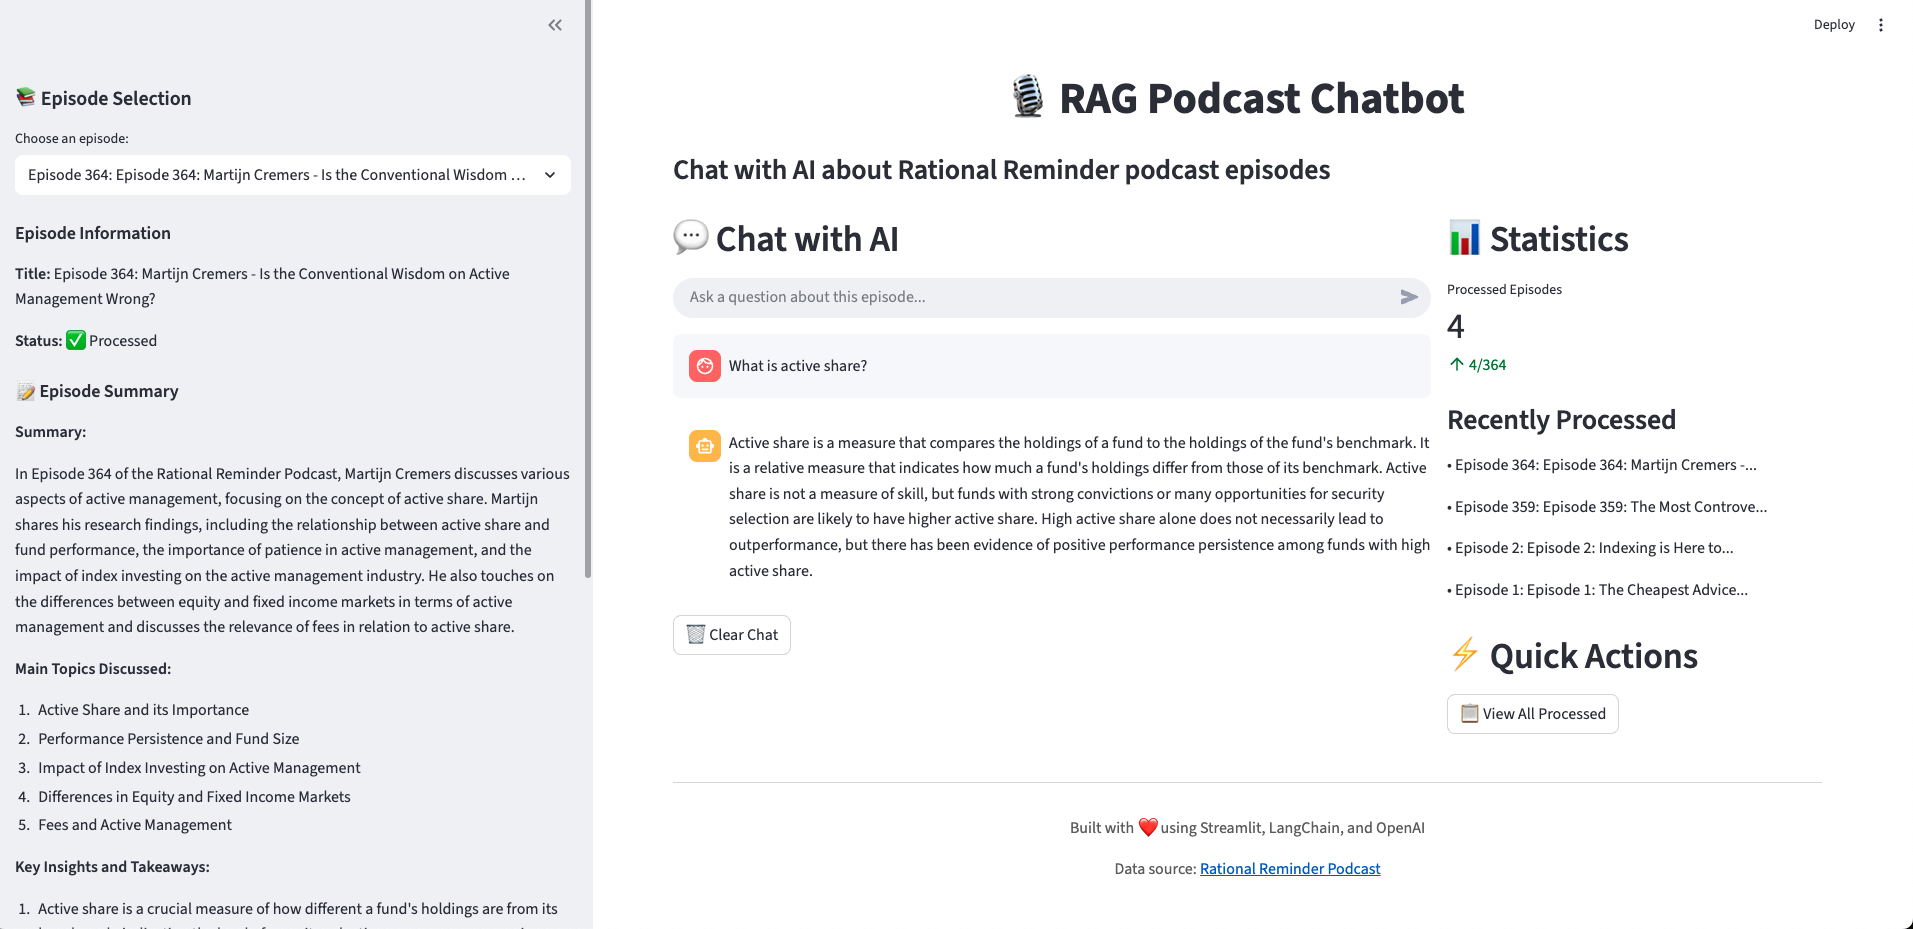 Episode Selection
Choose an episode:
Episode 364: Episode 364: Martijn Cremers - Is the Conventional Wisdom ...
Episode Information
Title: Episode 364: Martijn Cremers - Is the Conventional Wisdom on Active
Management Wrong?
Status: ✅ Processed
Episode Summary
Summary:
In Episode 364 of the Rational Reminder Podcast, Martijn Cremers discusses various
aspects of active management, focusing on the concept of active share. Martijn
shares his research findings, including the relationship between active share and
fund performance, the importance of patience in active management, and the
impact of index investing on the active management industry. He also touches on
the differences between equity and fixed income markets in terms of active
management and discusses the relevance of fees in relation to active share.
Main Topics Discussed:
1. Active Share and its Importance
2. Performance Persistence and Fund Size
3. Impact of Index Investing on Active Management
4. Differences in Equity and Fixed Income Markets
5. Fees and Active Management
Key Insights and Takeaways:
1. Active share is a crucial measure of how different a fund's holdings are from its
Deploy
RAG Podcast Chatbot
Chat with AI about Rational Reminder podcast episodes
Chat with AI
Ask a question about this episode...
What is active share?
Active share is a measure that compares the holdings of a fund to the holdings of the fund's benchmark. It
is a relative measure that indicates how much a fund's holdings differ from those of its benchmark. Active
share is not a measure of skill, but funds with strong convictions or many opportunities for security
selection are likely to have higher active share. High active share alone does not necessarily lead to
outperformance, but there has been evidence of positive performance persistence among funds with high
active share.
Clear Chat
Statistics
Processed Episodes
4
↑ 4/364
Recently Processed
• Episode 364: Episode 364: Martijn Cremers -...
• Episode 359: Episode 359: The Most Controve...
• Episode 2: Episode 2: Indexing is Here to...
• Episode 1: Episode 1: The Cheapest Advice...
Quick Actions
View All Processed
Built with ❤️ using Streamlit, LangChain, and OpenAI
Data source: Rational Reminder Podcast